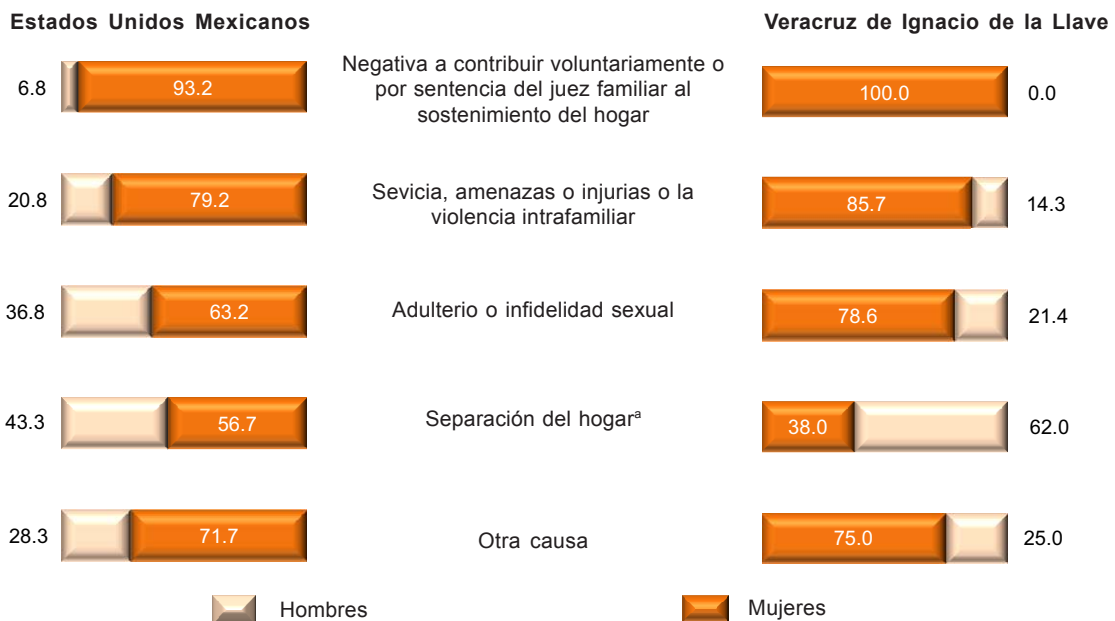 Estados Unidos Mexicanos
Veracruz de Ignacio de la Llave
6.8
93.2
Negativa a contribuir voluntariamente o
por sentencia del juez familiar al
sostenimiento del hogar
100.0
0.0
20.8
79.2
Sevicia, amenazas o injurias o la
violencia intrafamiliar
85.7
14.3
36.8
63.2
Adulterio o infidelidad sexual
78.6
21.4
43.3
56.7
Separación del hogarª
38.0
62.0
28.3
71.7
Otra causa
75.0
25.0
Hombres
Mujeres